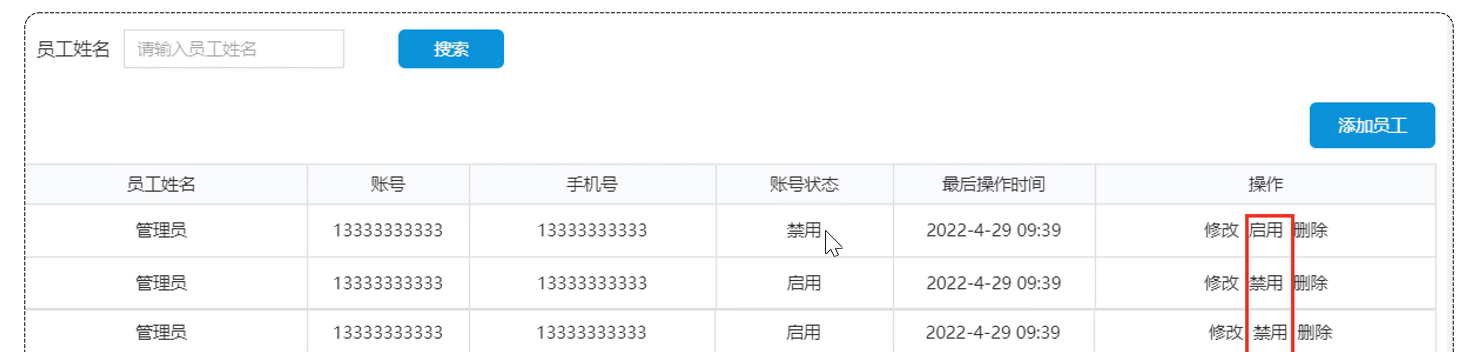 员工姓名 请输入员工姓名 搜索
添加员工
员工姓名 账号 手机号 账号状态 最后操作时间 操作
管理员 13333333333 13333333333 禁用 2022-4-29 09:39 修改 启用 删除
管理员 13333333333 13333333333 启用 2022-4-29 09:39 修改 禁用 删除
管理员 13333333333 13333333333 启用 2022-4-29 09:39 修改 禁用 删除